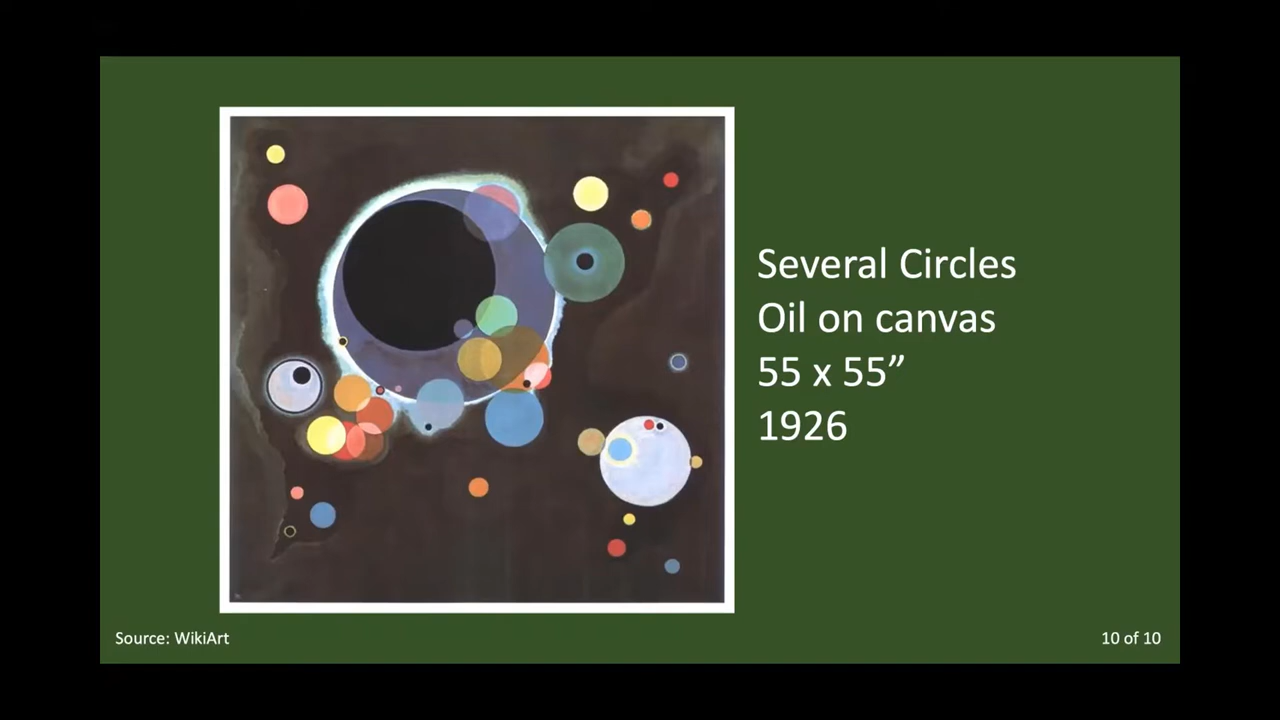 Several Circles
Oil on canvas
55 x 55”
1926
Source: WikiArt
10 of 10